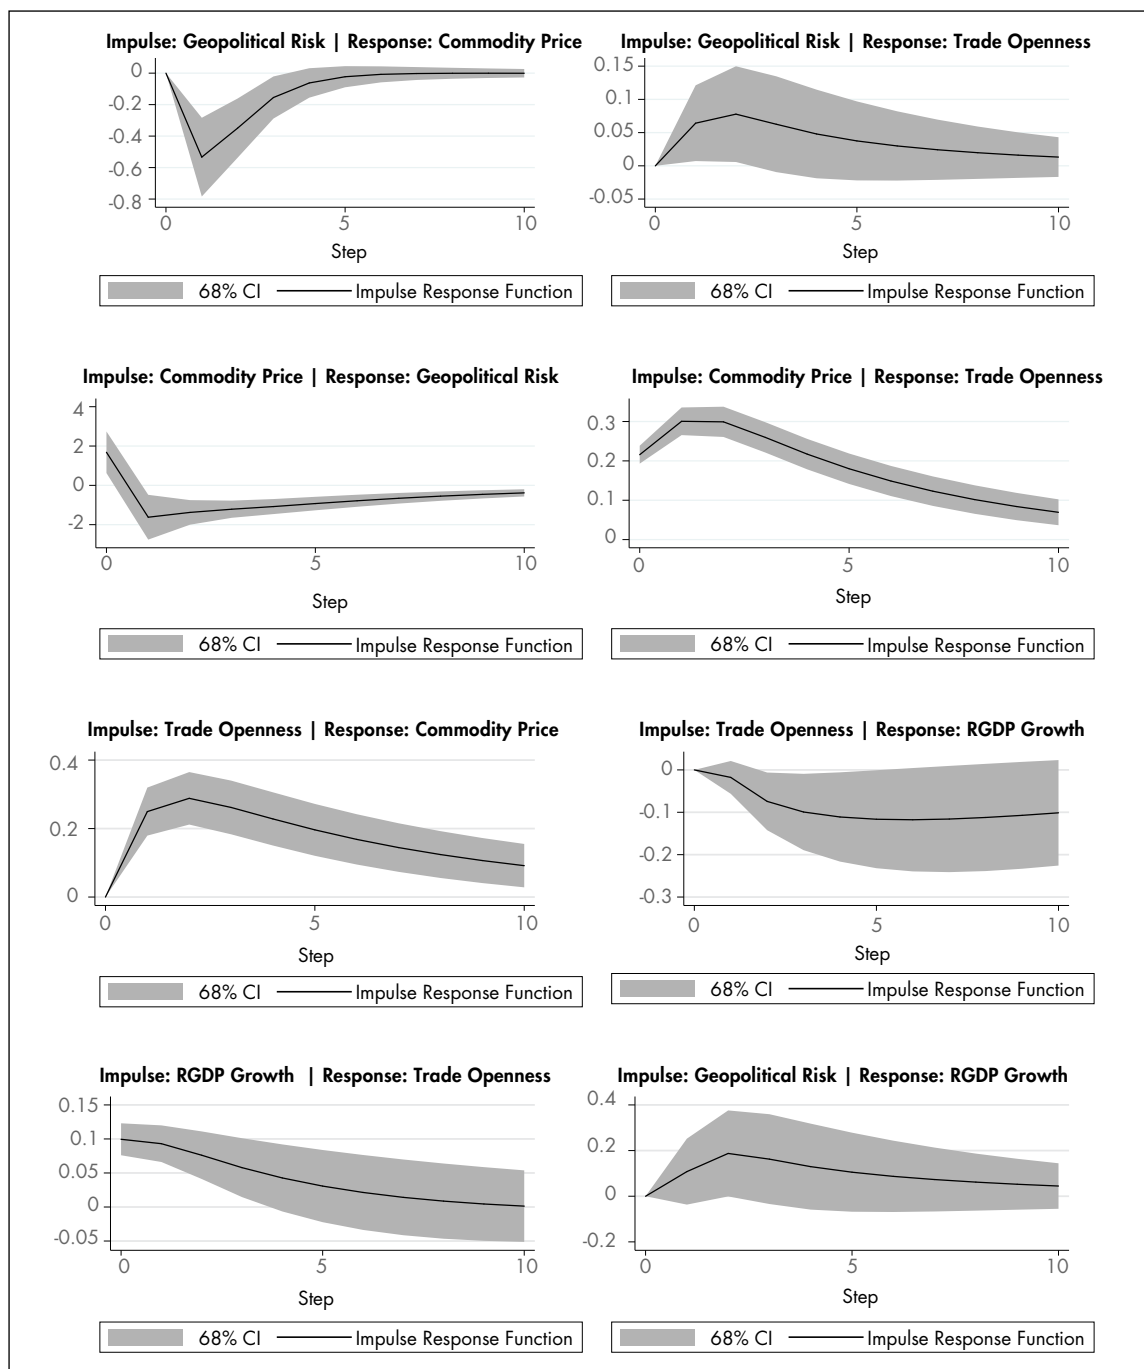 Impulse: Geopolitical Risk | Response: Commodity Price
0
-0.2
-0.4
-0.6
-0.8
0 5 10
Step
68% CI Impulse Response Function
Impulse: Geopolitical Risk | Response: Trade Openness
0.15
0.1
0.05
0
-0.05
0 5 10
Step
68% CI Impulse Response Function
Impulse: Commodity Price | Response: Geopolitical Risk
4
2
0
-2
0 5 10
Step
68% CI Impulse Response Function
Impulse: Commodity Price | Response: Trade Openness
0.3
0.2
0.1
0
0 5 10
Step
68% CI Impulse Response Function
Impulse: Trade Openness | Response: Commodity Price
0.4
0.2
0
0 5 10
Step
68% CI Impulse Response Function
Impulse: Trade Openness | Response: RGDP Growth
0
-0.1
-0.2
-0.3
0 5 10
Step
68% CI Impulse Response Function
Impulse: RGDP Growth | Response: Trade Openness
0.15
0.1
0.05
0
-0.05
0 5 10
Step
68% CI Impulse Response Function
Impulse: Geopolitical Risk | Response: RGDP Growth
0.4
0.2
0
-0.2
0 5 10
Step
68% CI Impulse Response Function